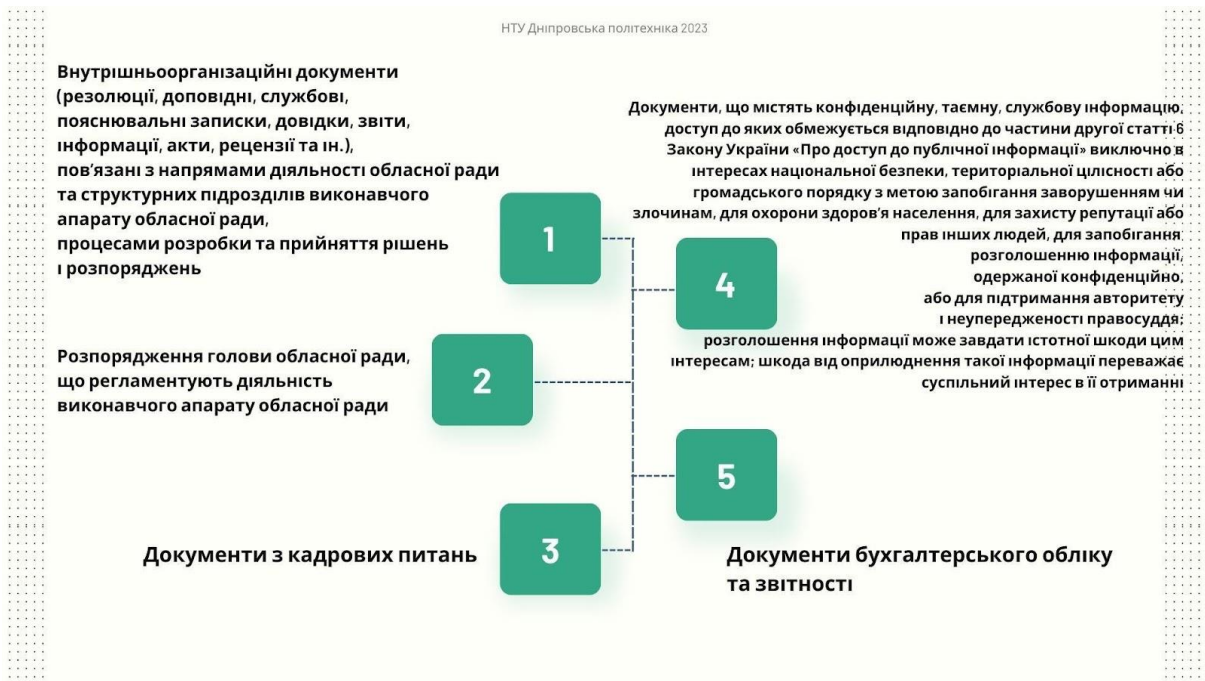 НТУ Дніпровська політехніка 2023
Внутрішньоорганізаційні документи
(резолюції, доповідні, службові,
пояснювальні записки, довідки, звіти,
інформації, акти, рецензії та ін.),
пов’язані з напрямами діяльності обласної ради
та структурних підрозділів виконавчого
апарату обласної ради,
процесами розробки та прийняття рішень
і розпоряджень
1
Розпорядження голови обласної ради,
що регламентують діяльність
виконавчого апарату обласної ради
2
Документи з кадрових питань
3
Документи, що містять конфіденційну, таємну, службову інформацію,
доступ до яких обмежується відповідно до частини другої статті 6
Закону України «Про доступ до публічної інформації» виключно в
інтересах національної безпеки, територіальної цілісності або
громадського порядку з метою запобігання заворушенням чи
злочинам, для охорони здоров’я населення, для захисту репутації або
прав інших людей, для запобігання
розголошенню інформації,
одержаної конфіденційно,
або для підтримання авторитету
і неупередженості правосуддя;
розголошення інформації може завдати істотної шкоди цим
інтересам; шкода від оприлюднення такої інформації переважає
суспільний інтерес в її отриманні
4
5
Документи бухгалтерського обліку
та звітності